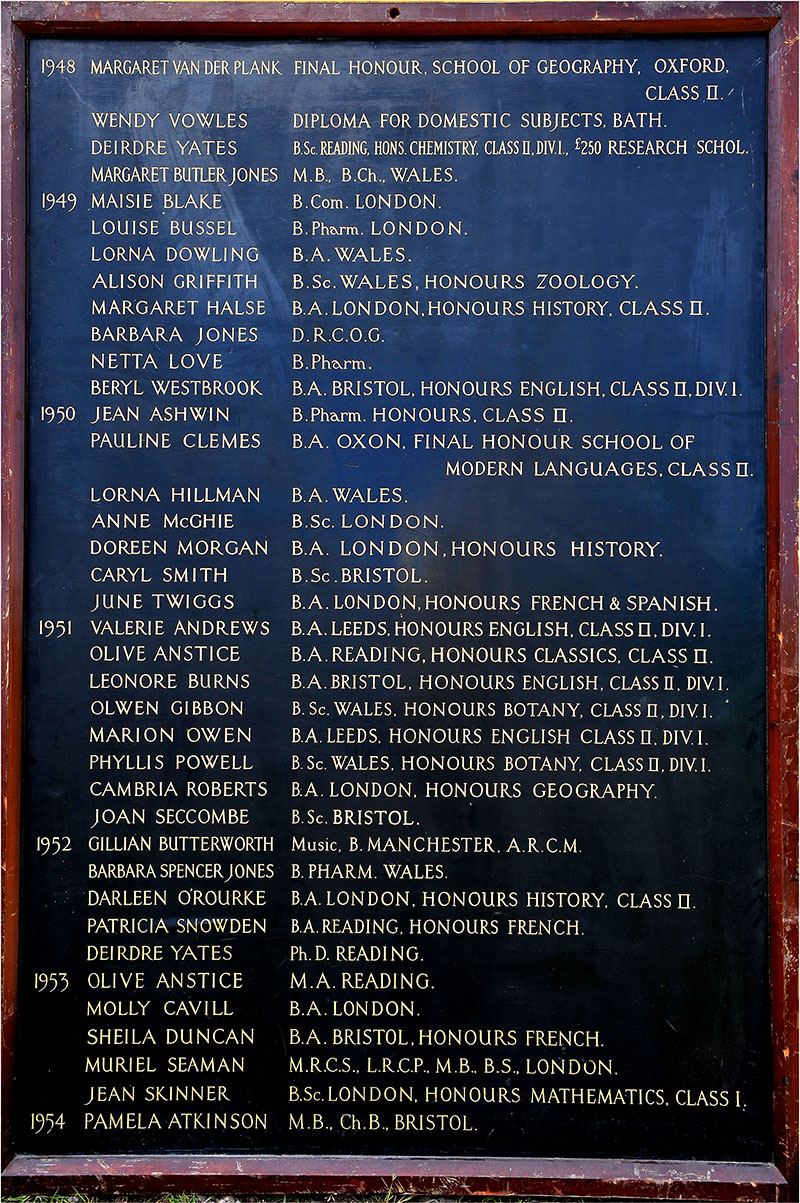 1948 MARGARET VAN DER PLANK FINAL HONOUR, SCHOOL OF GEOGRAPHY, OXFORD,
CLASS II.
WENDY VOWLES DIPLOMA FOR DOMESTIC SUBJECTS, BATH.
DEIRDRE YATES B.Sc. READING, HONS. CHEMISTRY, CLASS II, DIV.I., £250 RESEARCH SCHOL.
MARGARET BUTLER JONES M.B., B.Ch., WALES.
1949 MAISIE BLAKE B.Com. LONDON.
LOUISE BUSSEL B.Pharm. LONDON.
LORNA DOWLING B.A. WALES.
ALISON GRIFFITH B.Sc. WALES, HONOURS ZOOLOGY.
MARGARET HALSE B.A. LONDON, HONOURS HISTORY, CLASS II.
BARBARA JONES D.R.C.O.G.
NETTA LOVE B.Pharm.
BERYL WESTBROOK B.A. BRISTOL, HONOURS ENGLISH, CLASS II, DIV. I.
1950 JEAN ASHWIN B.Pharm. HONOURS, CLASS II.
PAULINE CLEMES B.A. OXON, FINAL HONOUR SCHOOL OF
MODERN LANGUAGES, CLASS II.
LORNA HILLMAN B.A. WALES.
ANNE McGHIE B.Sc. LONDON.
DOREEN MORGAN B.A. LONDON, HONOURS HISTORY.
CARYL SMITH B.Sc. BRISTOL.
JUNE TWIGGS B.A. LONDON, HONOURS FRENCH & SPANISH.
1951 VALERIE ANDREWS B.A. LEEDS, HONOURS ENGLISH, CLASS II, DIV. I.
OLIVE ANSTICE B.A. READING, HONOURS CLASSICS, CLASS II.
LEONORE BURNS B.A. BRISTOL, HONOURS ENGLISH, CLASS II, DIV. I.
OLWEN GIBBON B. Sc. WALES, HONOURS BOTANY, CLASS II, DIV. I.
MARION OWEN B.A. LEEDS, HONOURS ENGLISH CLASS II, DIV. I.
PHYLLIS POWELL B. Sc. WALES, HONOURS BOTANY, CLASS II, DIV. I.
CAMBRIA ROBERTS B.A. LONDON, HONOURS GEOGRAPHY.
JOAN SECCOMBE B. Sc. BRISTOL.
1952 GILLIAN BUTTERWORTH Music, B. MANCHESTER, A.R.C.M.
BARBARA SPENCER JONES B. PHARM. WALES.
DARLEEN O'ROURKE B.A. LONDON, HONOURS HISTORY, CLASS II.
PATRICIA SNOWDEN B.A. READING, HONOURS FRENCH.
DEIRDRE YATES Ph.D. READING.
1953 OLIVE ANSTICE M.A. READING.
MOLLY CAVILL B.A. LONDON.
SHEILA DUNCAN B.A. BRISTOL, HONOURS FRENCH.
MURIEL SEAMAN M.R.C.S., L.R.C.P., M.B., B.S., LONDON.
JEAN SKINNER B.Sc. LONDON, HONOURS MATHEMATICS, CLASS I.
1954 PAMELA ATKINSON M.B., Ch.B., BRISTOL.